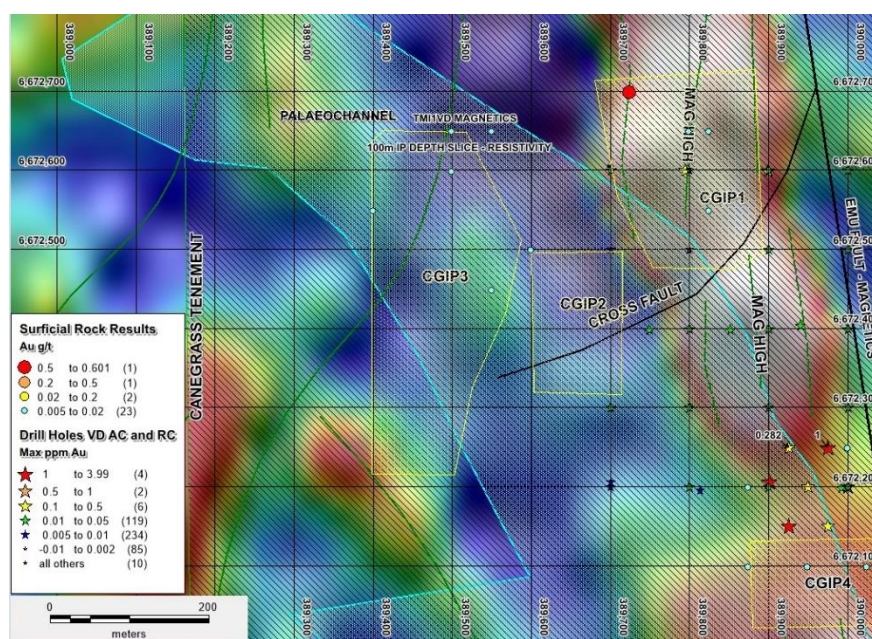 389,000
389,100
389,200
389,300
389,400
389,500
389,600
389,700
389,800
389,900
390,000
6,672,700
6,672,700
PALAEOCHANNEL
TMI1VD MAGNETICS
100m IP DEPTH SLICE - RESISTIVITY
MAG HIGH
6,672,600
6,672,600
CGIP1
EMU FAULT - MAGNETICS
6,672,500
6,672,500
CANEGRASS TENEMENT
CGIP3
CGIP2
CROSS FAULT
MAG HIGH
6,672,400
6,672,300
0.282
1
6,672,200
6,672,100
CGIP4
Surficial Rock Results
Au g/t
0.5 to 0.601 (1)
0.2 to 0.5 (1)
0.02 to 0.2 (2)
0.005 to 0.02 (23)
Drill Holes VD AC and RC
Max ppm Au
1 to 3.99 (4)
0.5 to 1 (2)
0.1 to 0.5 (6)
0.01 to 0.05 (119)
0.005 to 0.01 (234)
-0.01 to 0.002 (85)
all others (10)
0 200
meters
389,300
389,400
389,500
389,600
389,700
389,800
389,900
390,000